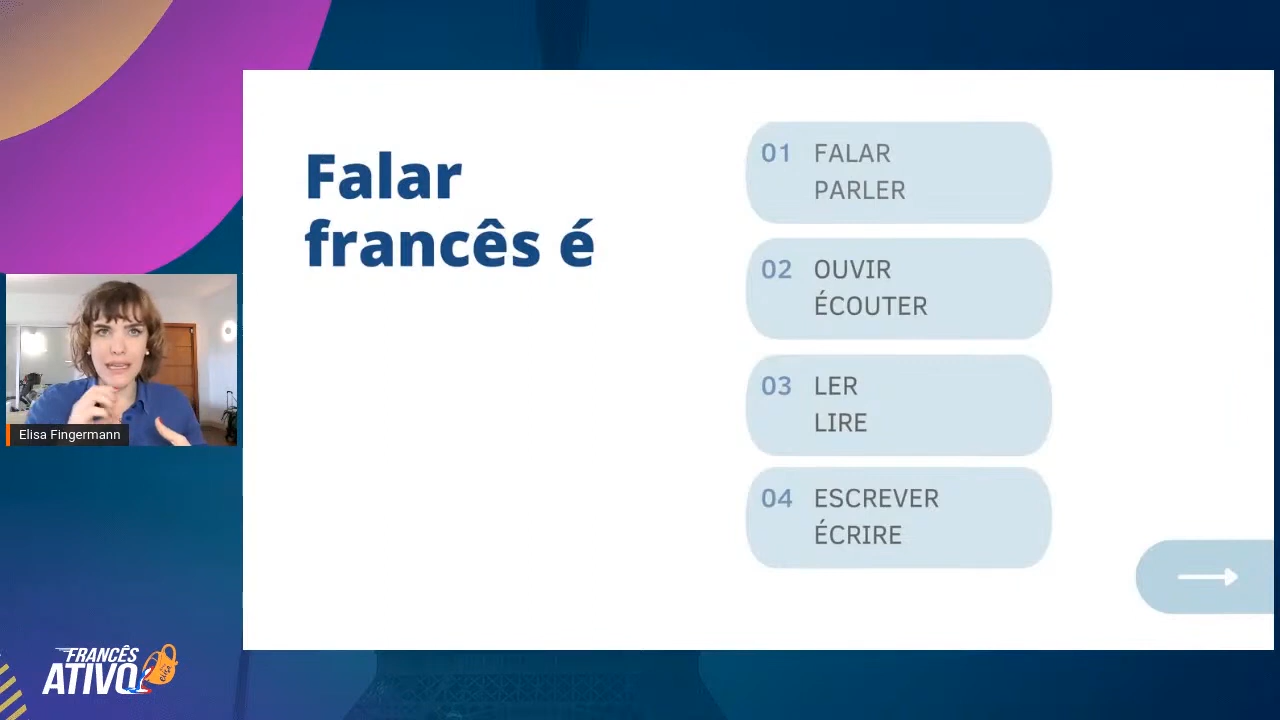 Falar
francês é
01 FALAR
PARLER
02 OUVIR
ÉCOUTER
03 LER
LIRE
04 ESCREVER
ÉCRIRE
Elisa Fingermann
FRANCÊS
ATIVO